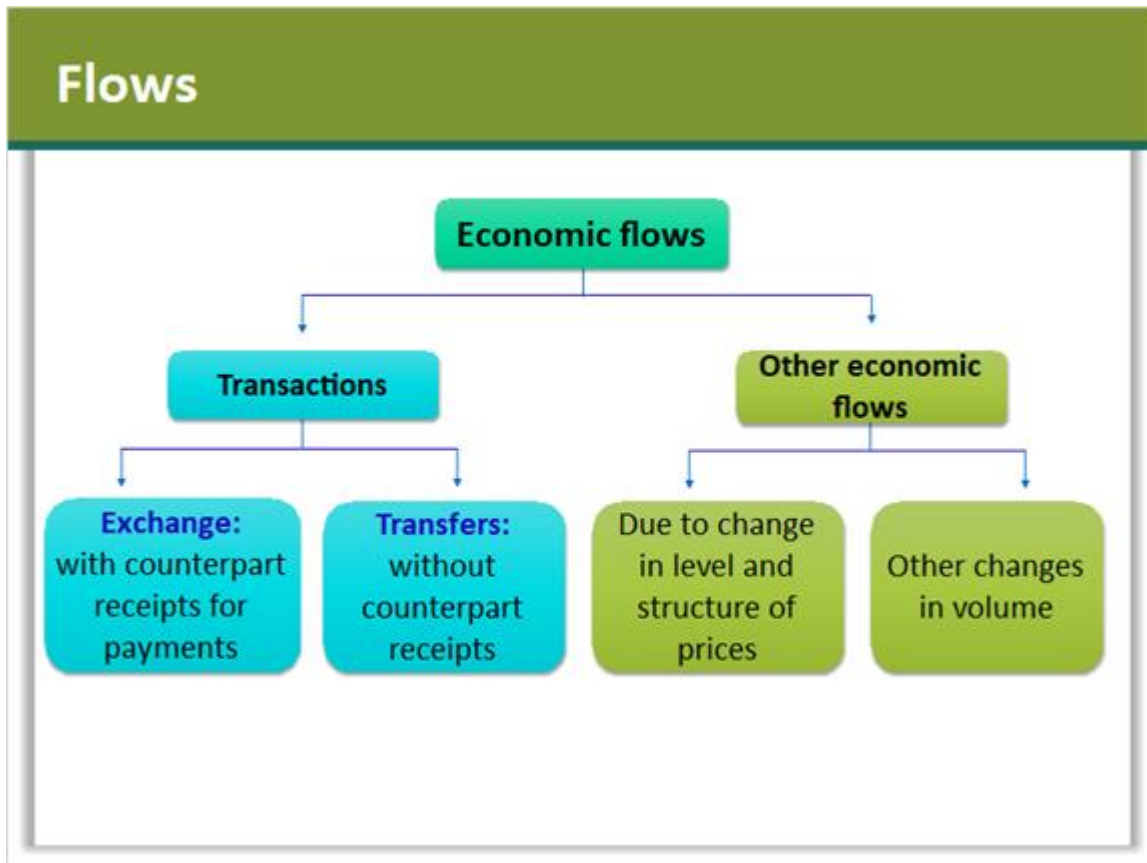 Flows
Economic flows
Transactions
Other economic
flows
Exchange:
with counterpart
receipts for
payments
Transfers:
without
counterpart
receipts
Due to change
in level and
structure of
prices
Other changes
in volume